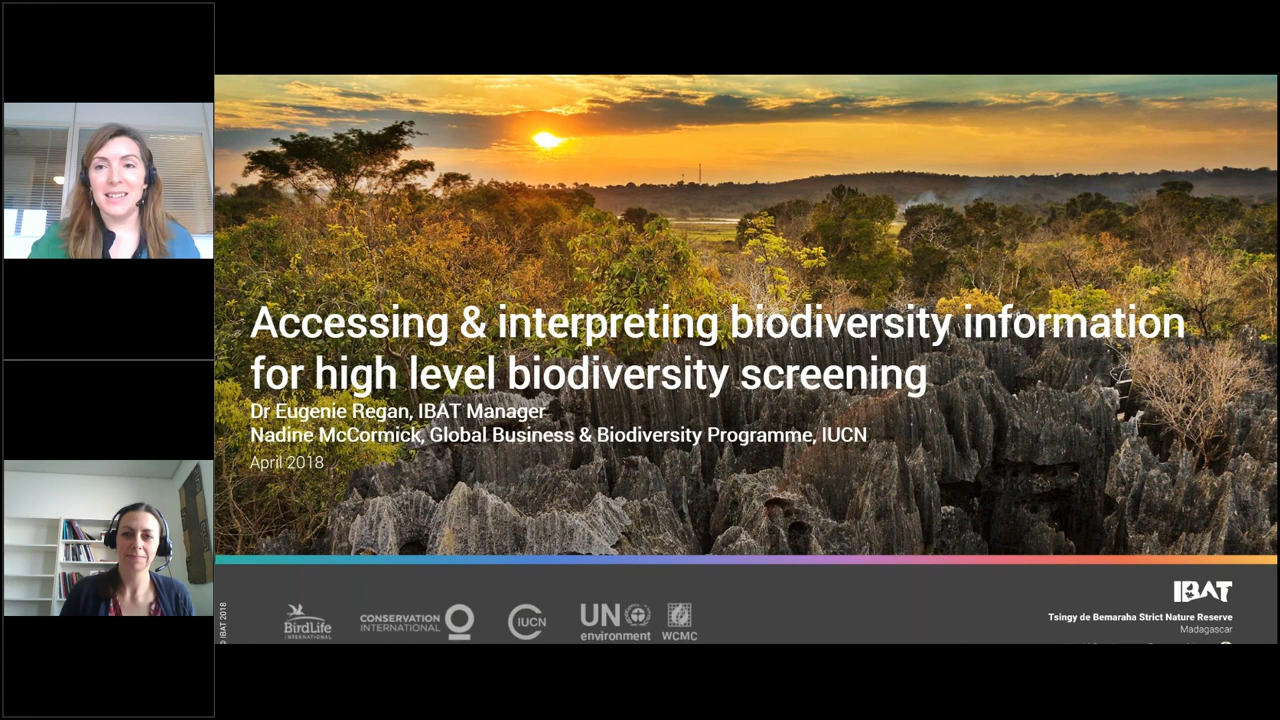 Accessing & interpreting biodiversity information
for high level biodiversity screening
Dr Eugenie Regan, IBAT Manager
Nadine McCormick, Global Business & Biodiversity Programme, IUCN
April 2018
© IBAT 2018
BirdLife
INTERNATIONAL
CONSERVATION
INTERNATIONAL
IUCN
UN
environment
WCMC
IBAT
Tsingy de Bemaraha Strict Nature Reserve
Madagascar